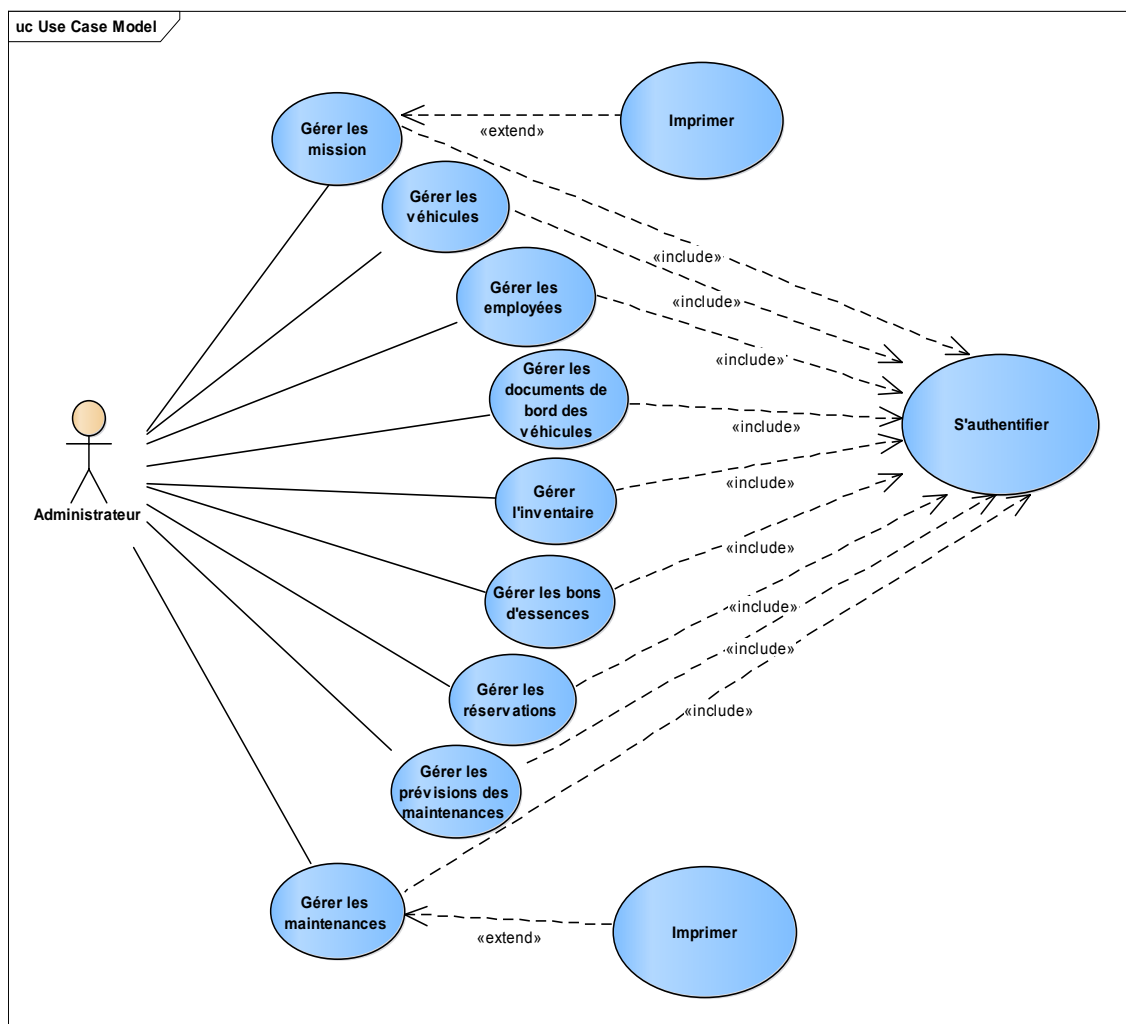 uc Use Case Model
Gérer les
mission
«extend»
Imprimer
Gérer les
véhicules
«include»
Gérer les
employées
«include»
«include»
Gérer les
documents de
bord des
véhicules
«include»
S'authentifier
Administrateur
Gérer
l'inventaire
«include»
Gérer les bons
d'essences
«include»
Gérer les
réservations
«include»
«include»
Gérer les
prévisions des
maintenances
«include»
Gérer les
maintenances
«extend»
Imprimer